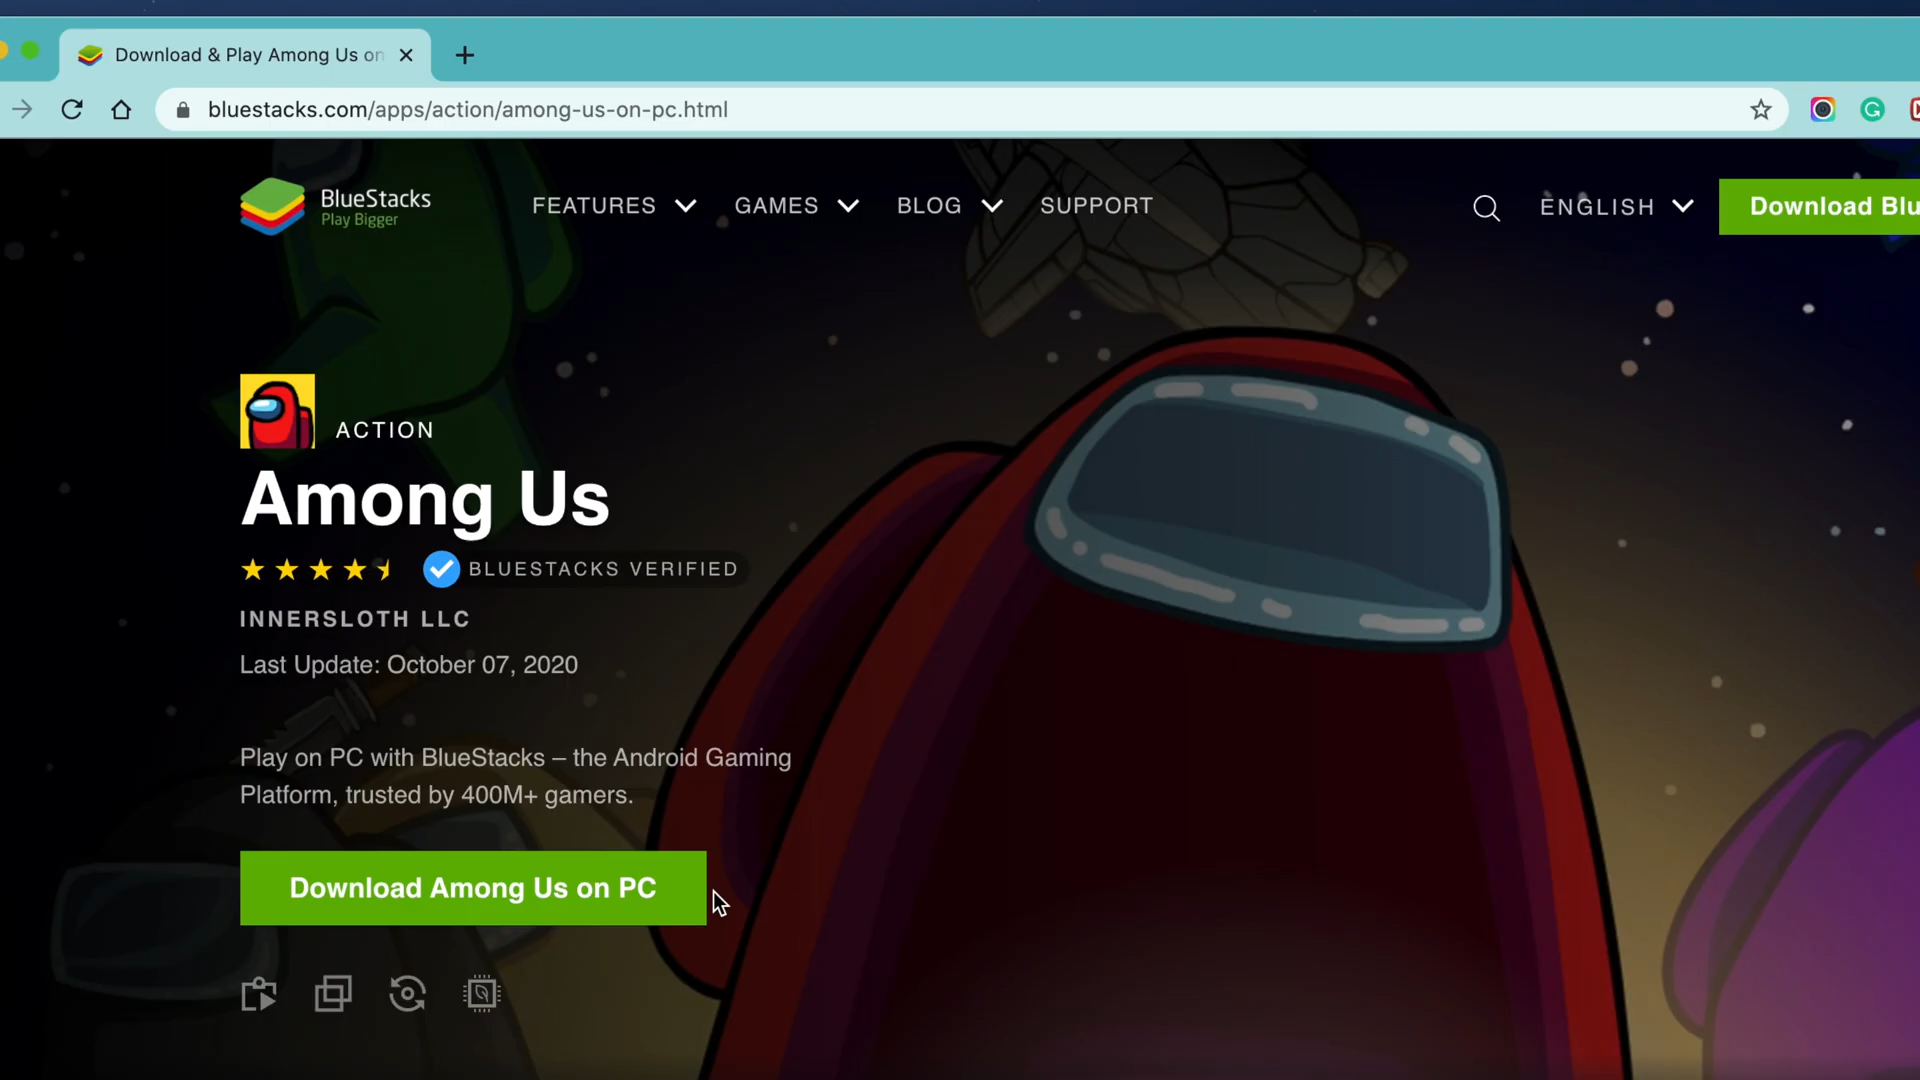 Download & Play Among Us on
bluestacks.com/apps/action/among-us-on-pc.html
BlueStacks
Play Bigger
FEATURES
GAMES
BLOG
SUPPORT
ENGLISH
Download Blu
ACTION
Among Us
BLUESTACKS VERIFIED
INNERSLOTH LLC
Last Update: October 07, 2020
Play on PC with BlueStacks – the Android Gaming
Platform, trusted by 400M+ gamers.
Download Among Us on PC